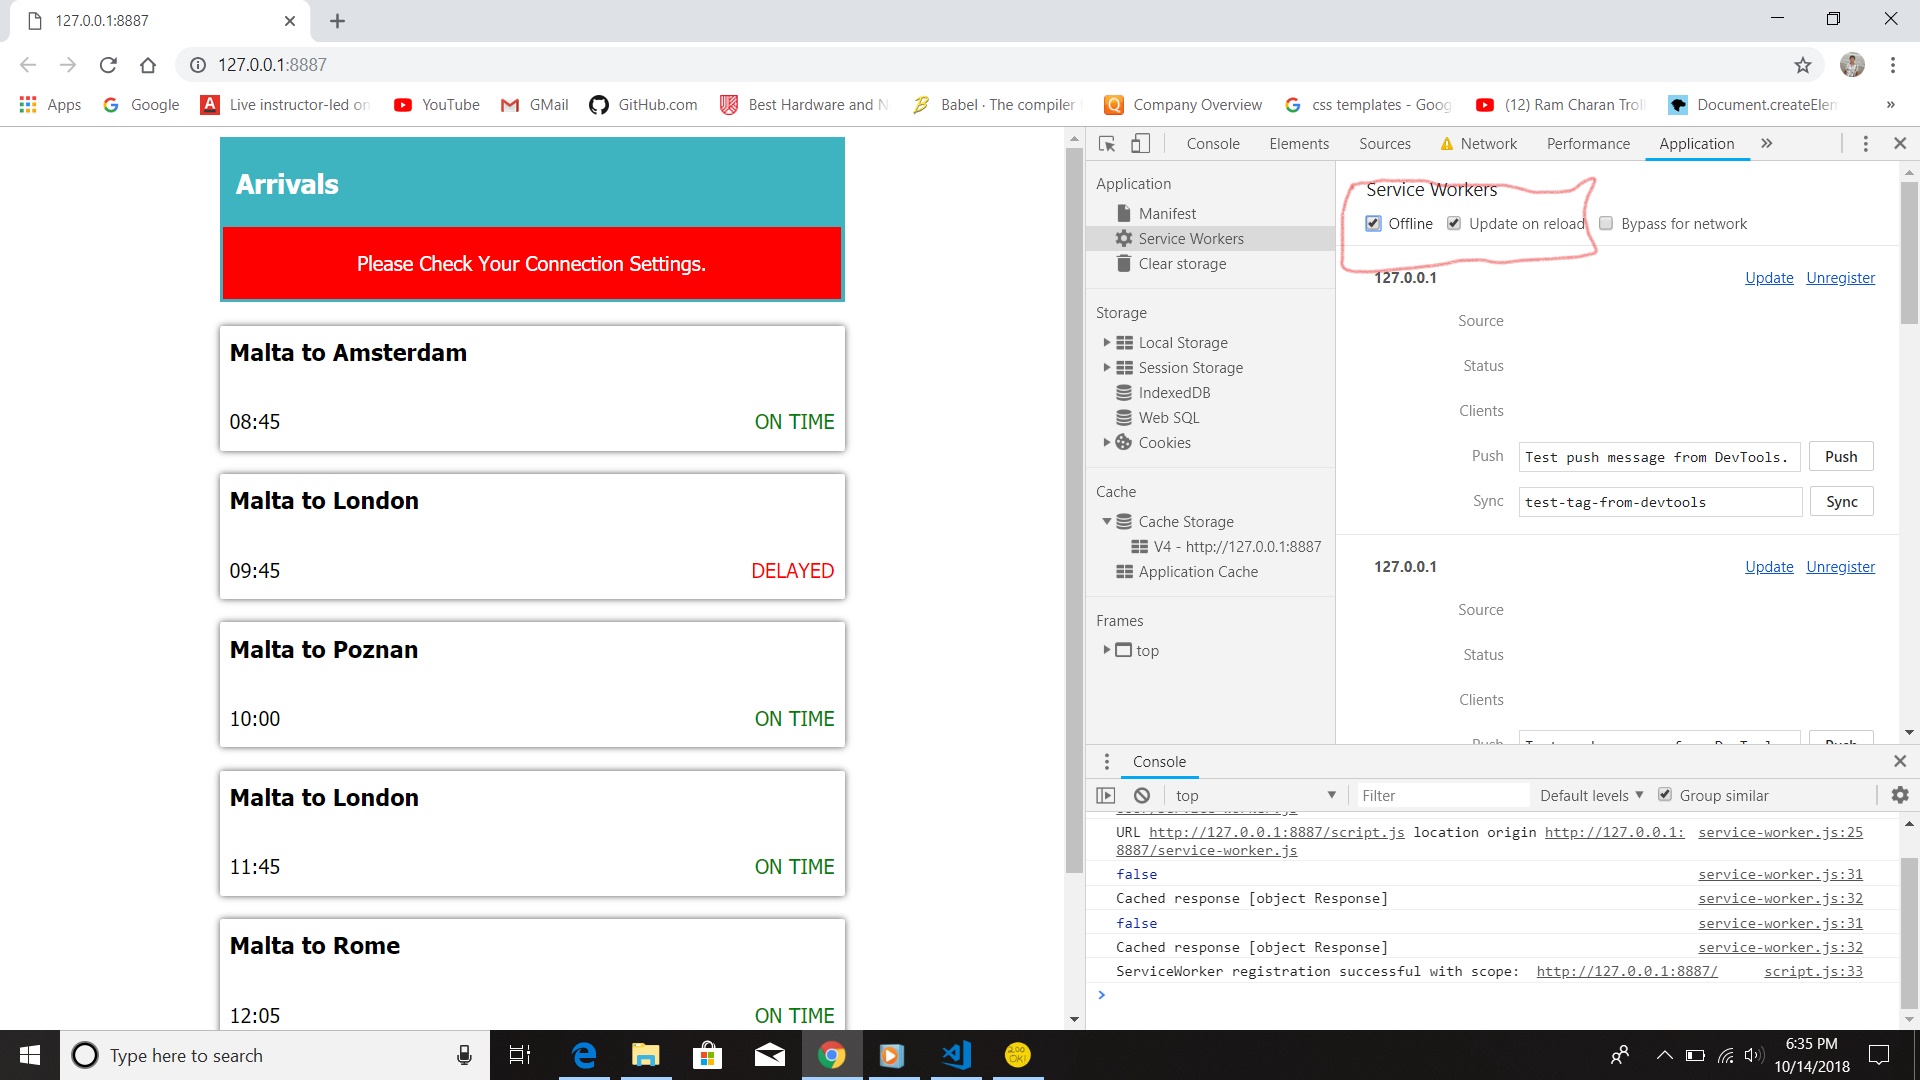 127.0.0.1:8887
127.0.0.1:8887
Apps Google Live instructor-led on YouTube GMail GitHub.com Best Hardware and N Babel · The compiler Company Overview css templates - Goog (12) Ram Charan Troll Document.createElem »
Arrivals
Please Check Your Connection Settings.
Malta to Amsterdam
08:45 ON TIME
Malta to London
09:45 DELAYED
Malta to Poznan
10:00 ON TIME
Malta to London
11:45 ON TIME
Malta to Rome
12:05 ON TIME
Console Elements Sources Network Performance Application »
Application
Manifest
Service Workers
Clear storage
Storage
Local Storage
Session Storage
IndexedDB
Web SQL
Cookies
Cache
Cache Storage
V4 - http://127.0.0.1:8887
Application Cache
Frames
top
Service Workers
Offline Update on reload Bypass for network
127.0.0.1 Update Unregister
Source
Status
Clients
Push Test push message from DevTools. Push
Sync test-tag-from-devtools Sync
127.0.0.1 Update Unregister
Source
Status
Clients
Push Push
Console
top Filter Default levels Group similar
URL http://127.0.0.1:8887/script.js location origin http://127.0.0.1: service-worker.js:25
8887/service-worker.js
false service-worker.js:31
Cached response [object Response] service-worker.js:32
false service-worker.js:31
Cached response [object Response] service-worker.js:32
ServiceWorker registration successful with scope: http://127.0.0.1:8887/ script.js:33
>
Type here to search
200 OK!
6:35 PM
10/14/2018